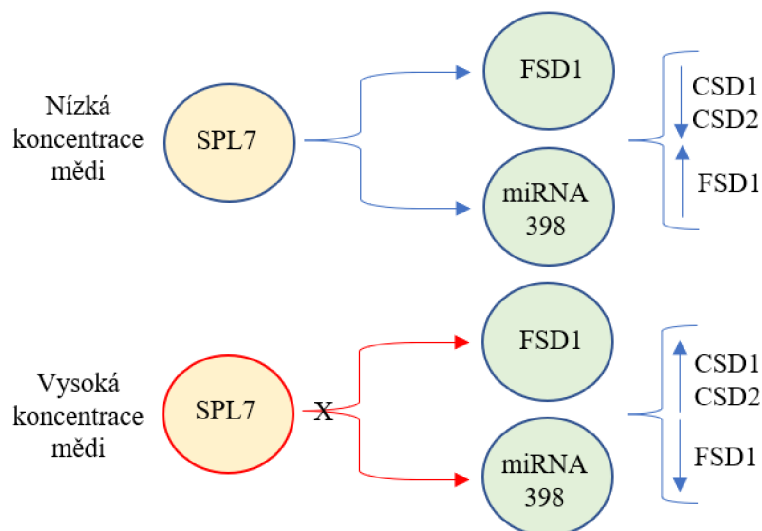 Nízká
koncentrace
mědi
SPL7
FSD1
miRNA
398
CSD1
CSD2
FSD1
Vysoká
koncentrace
mědi
SPL7
X
FSD1
miRNA
398
CSD1
CSD2
FSD1